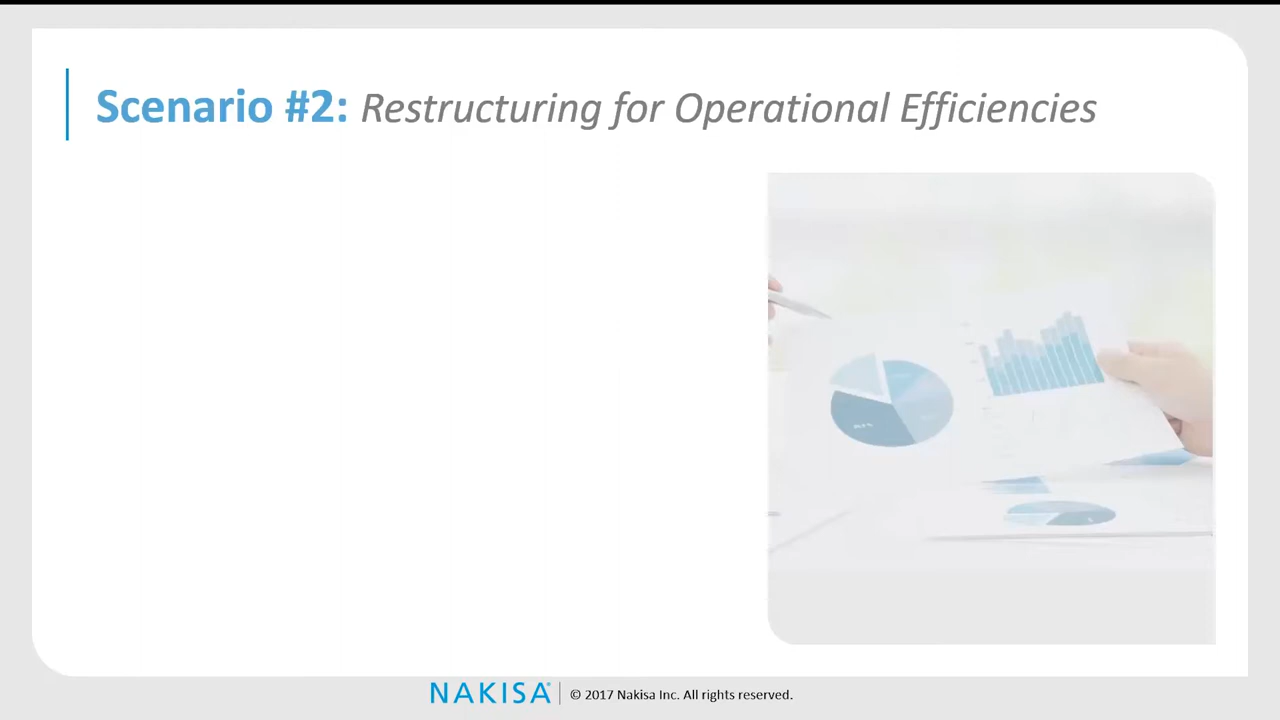 Scenario #2: Restructuring for Operational Efficiencies
NAKISA® © 2017 Nakisa Inc. All rights reserved.